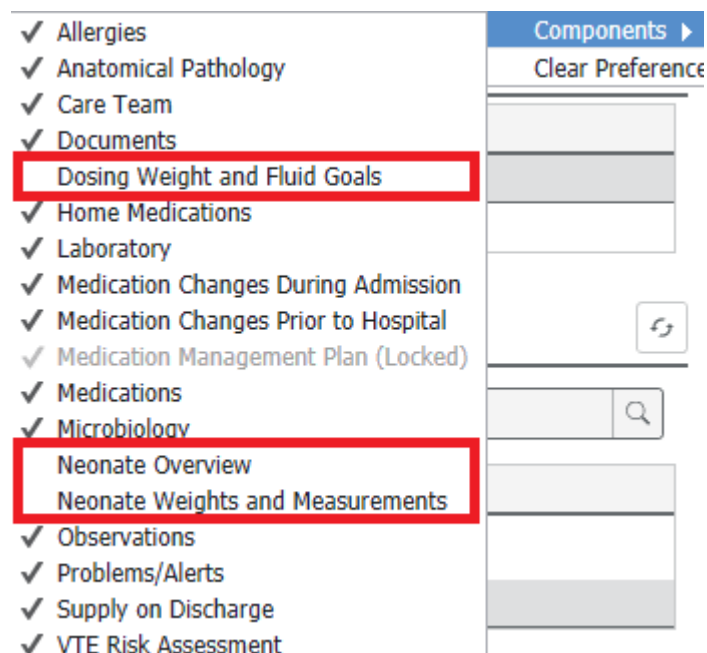 Allergies
Anatomical Pathology
Care Team
Documents
Dosing Weight and Fluid Goals
Home Medications
Laboratory
Medication Changes During Admission
Medication Changes Prior to Hospital
Medication Management Plan (Locked)
Medications
Microbiology
Neonate Overview
Neonate Weights and Measurements
Observations
Problems/Alerts
Supply on Discharge
VTE Risk Assessment
Components
Clear Preference